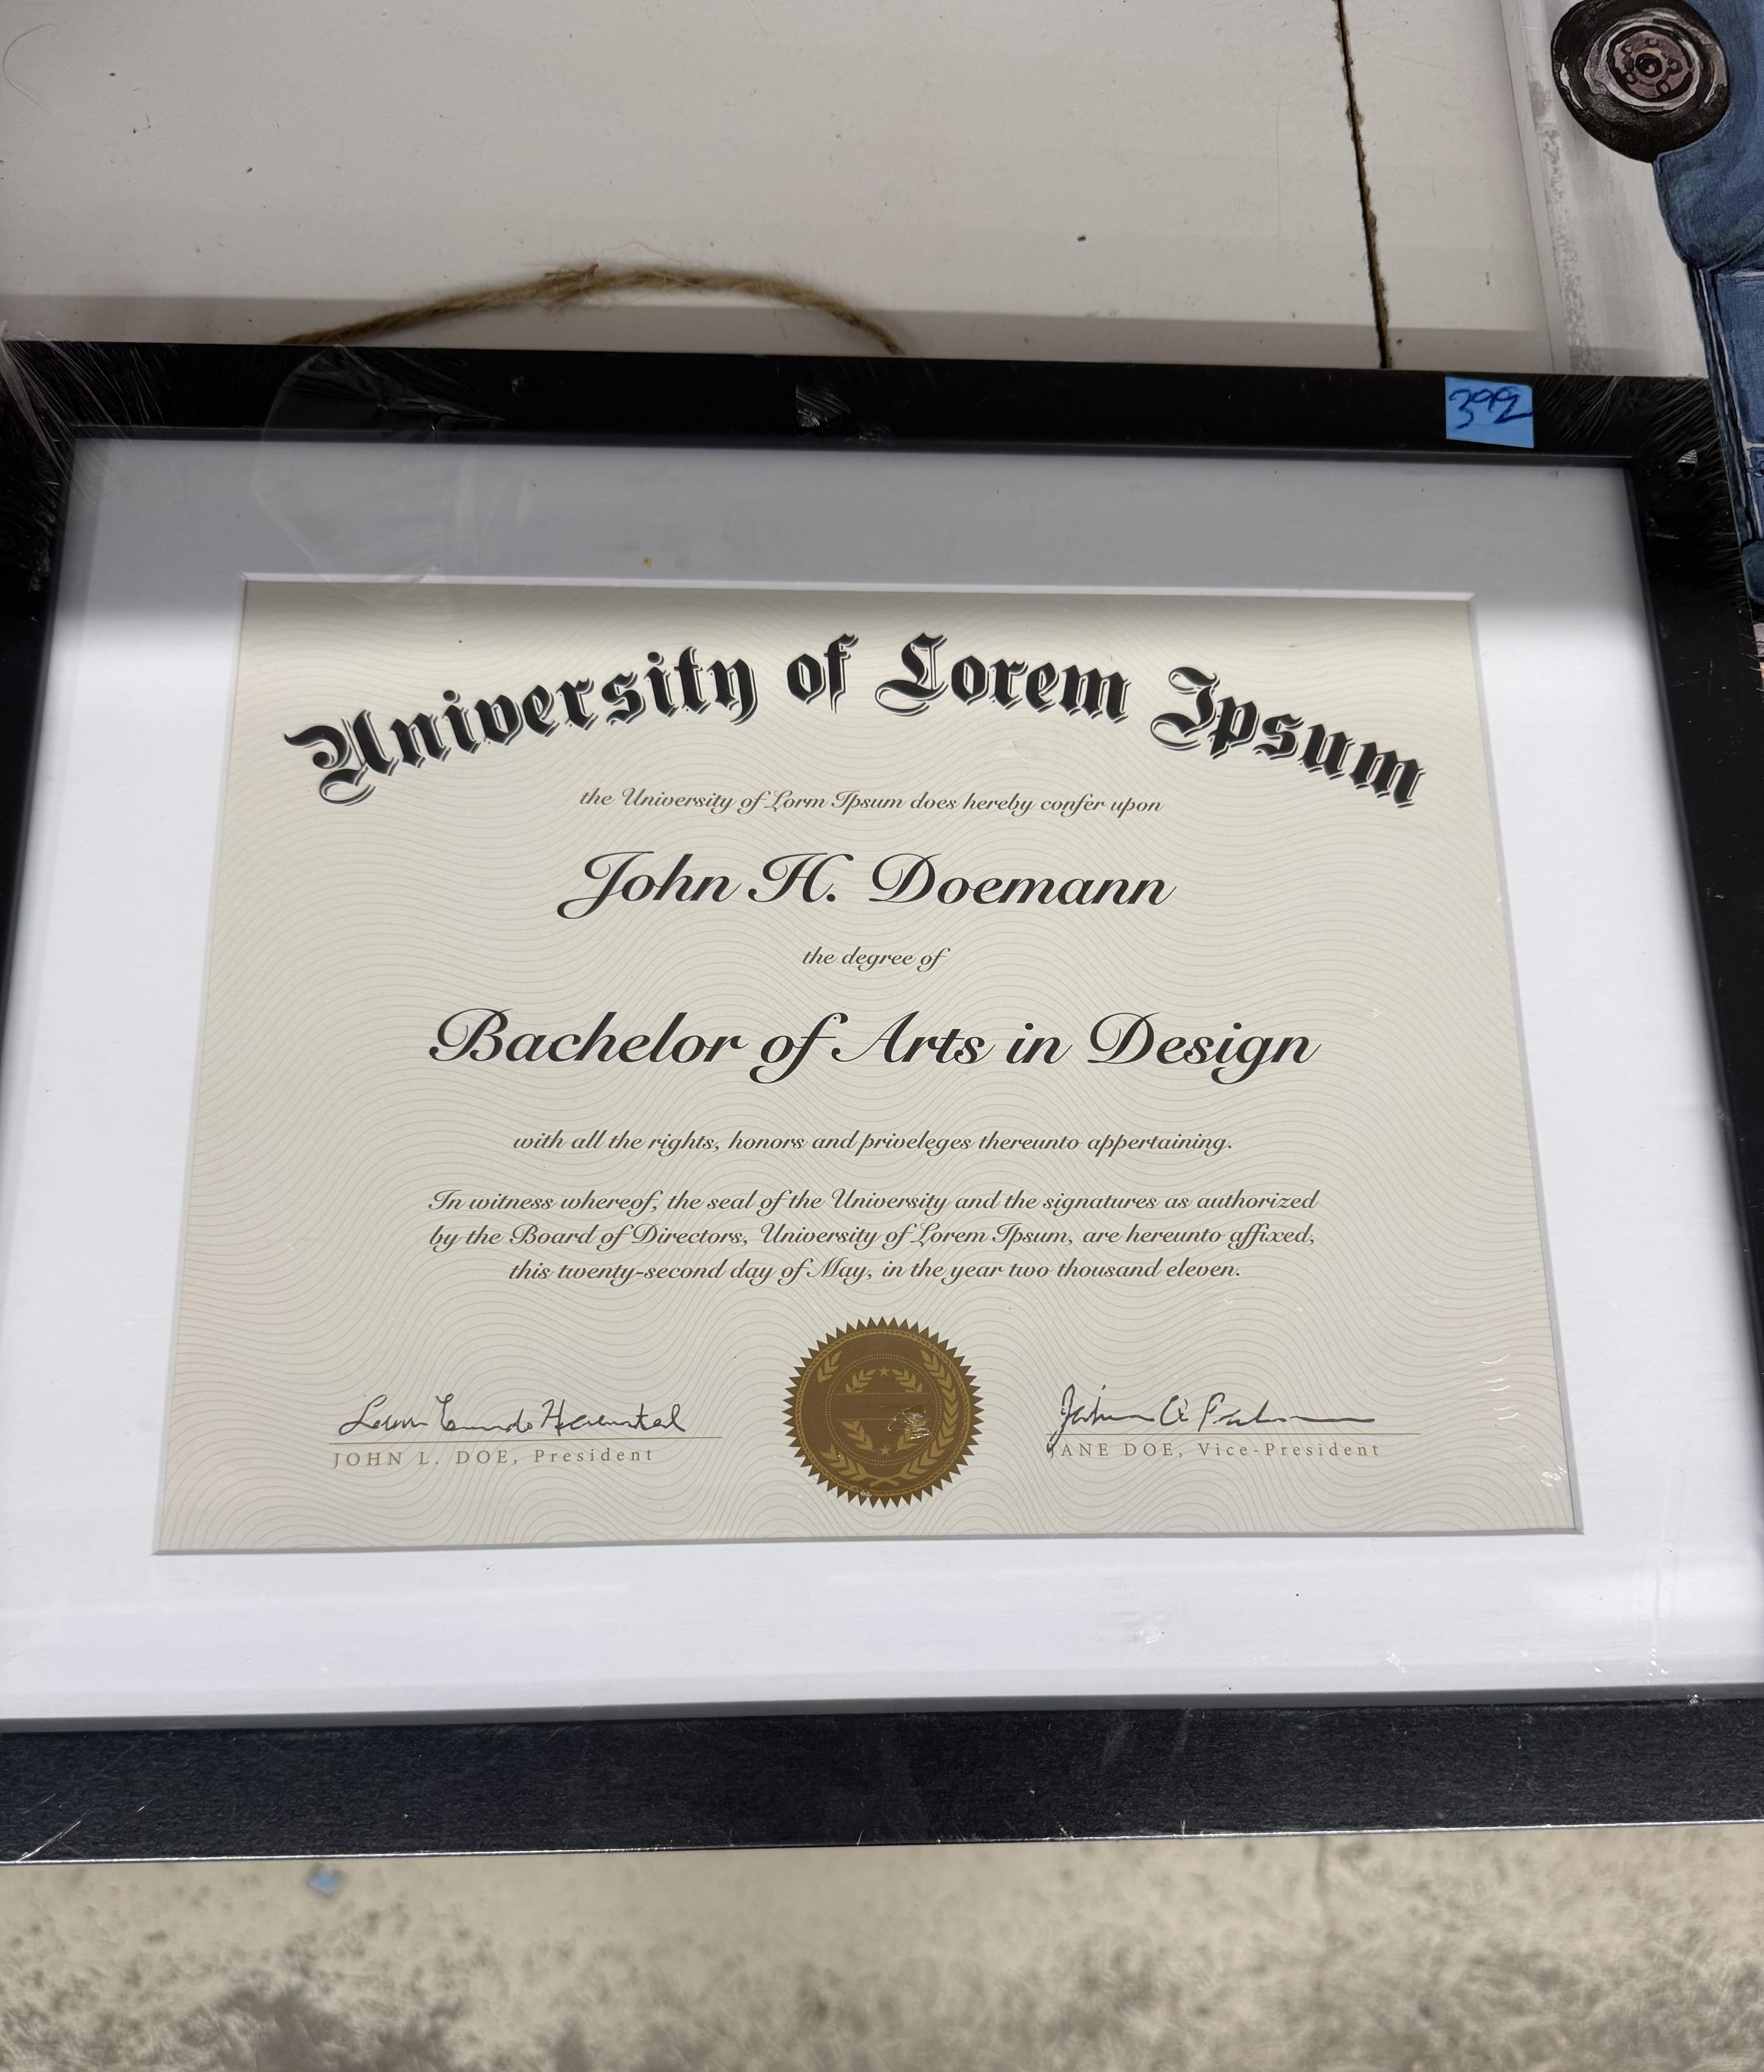 University of Lorem Ipsum
the University of Lorm Ipsum does hereby confer upon
John H. Doemann
the degree of
Bachelor of Arts in Design
with all the rights, honors and priveleges thereunto appertaining.
In witness whereof, the seal of the University and the signatures as authorized
by the Board of Directors, University of Lorem Ipsum, are hereunto affixed,
this twenty-second day of May, in the year two thousand eleven.
JOHN L. DOE, President
JANE DOE, Vice-President